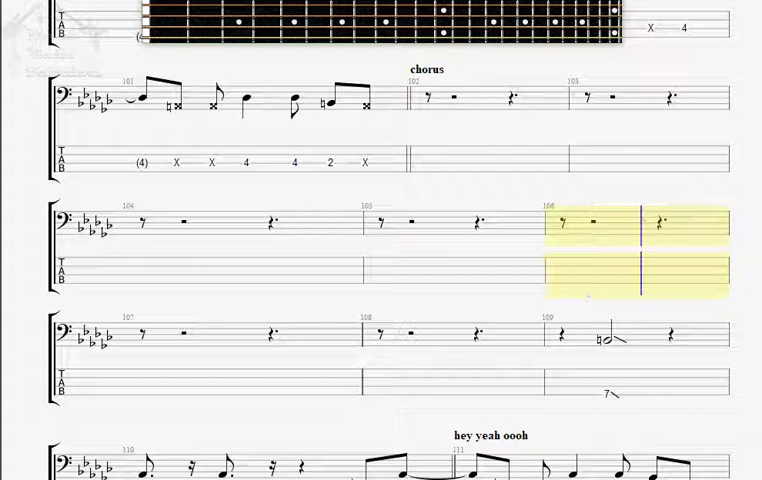 T
A
B
(4
X 4
101
chorus
102
103
T
A
B
(4) X X 4 4 2 X
104
105
106
T
A
B
107
108
109
T
A
B
7
110
hey yeah oooh
111